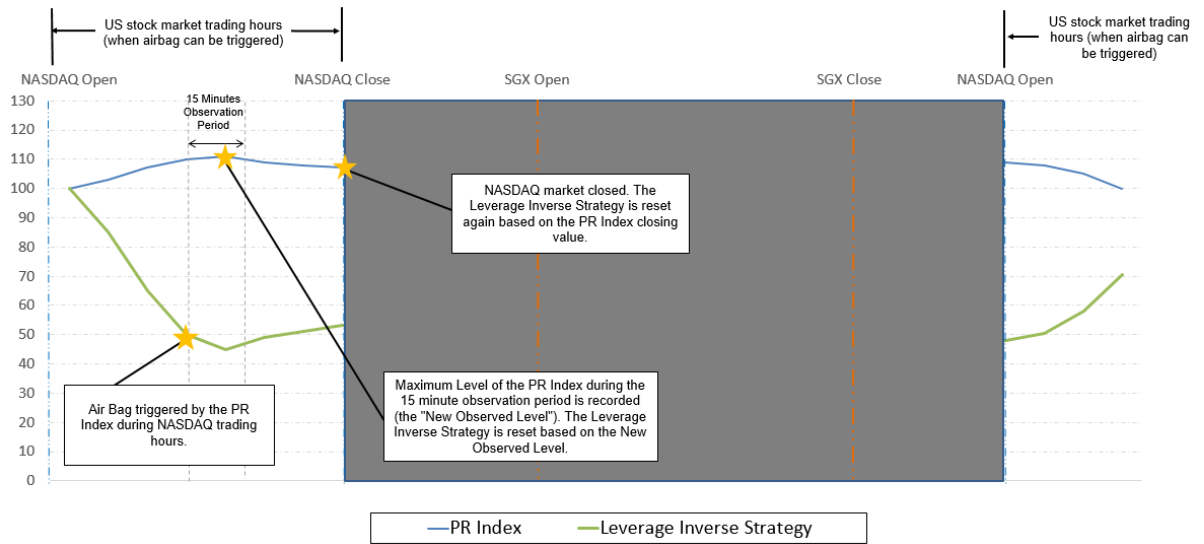 US stock market trading hours
(when airbag can be triggered)
US stock market trading
hours (when airbag can
be triggered)
NASDAQ Open
NASDAQ Close
SGX Open
SGX Close
NASDAQ Open
130
120
110
100
90
80
70
60
50
40
30
20
10
0
15 Minutes
Observation
Period
NASDAQ market closed. The
Leverage Inverse Strategy is reset
again based on the PR Index closing
value.
Air Bag triggered by the PR
Index during NASDAQ trading
hours.
Maximum Level of the PR Index during the
15 minute observation period is recorded
(the "New Observed Level"). The Leverage
Inverse Strategy is reset based on the New
Observed Level.
PR Index
Leverage Inverse Strategy